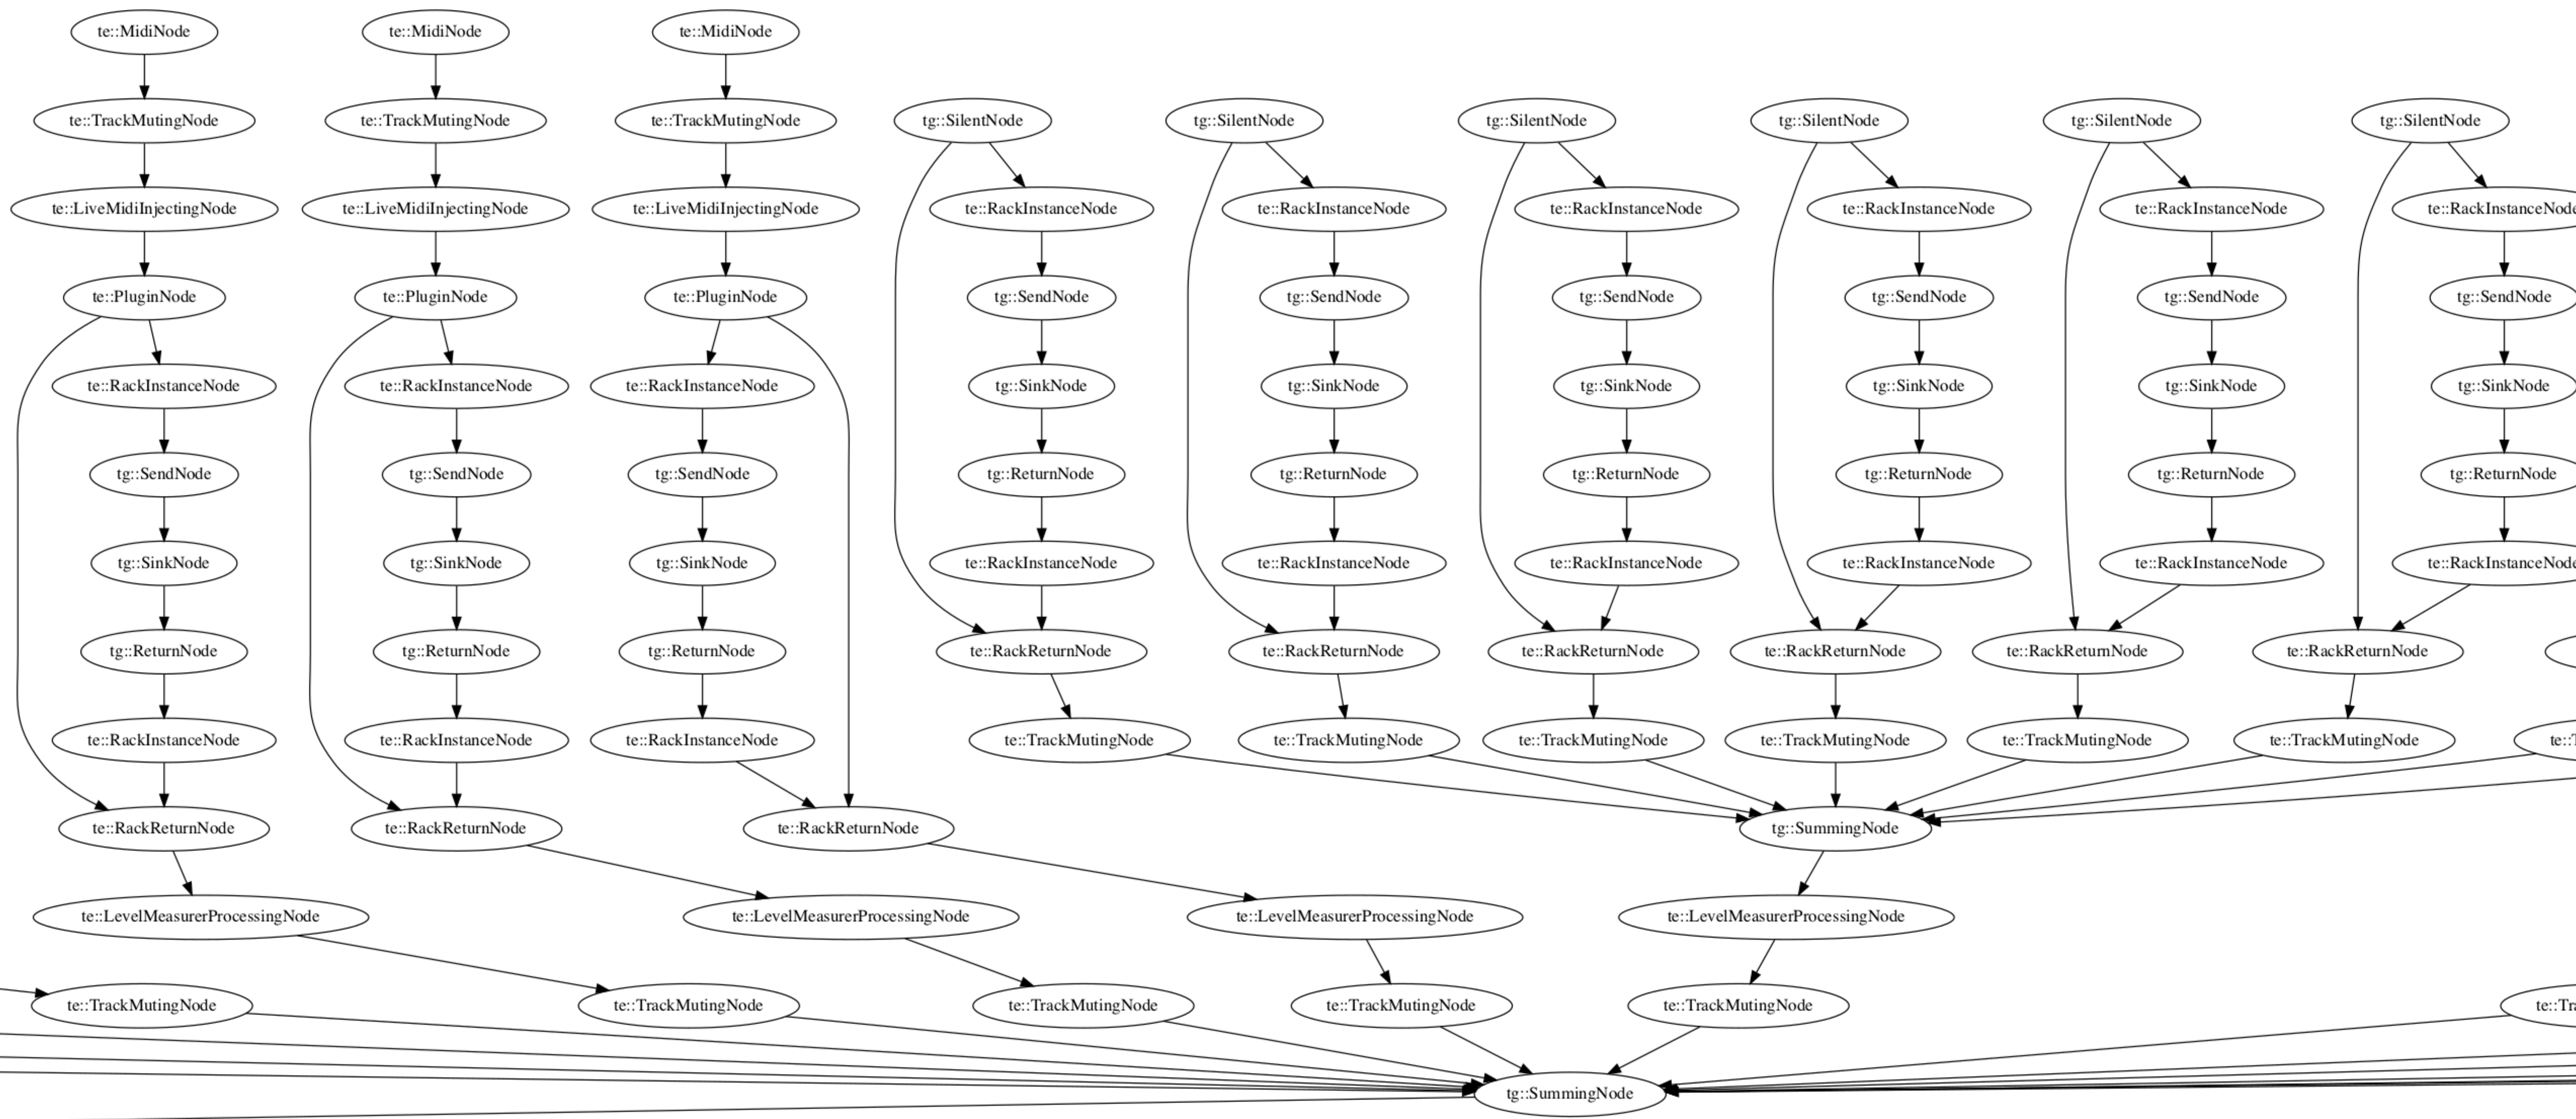 te::MidiNode
te::MidiNode
te::MidiNode
te::TrackMutingNode
te::TrackMutingNode
te::TrackMutingNode
tg::SilentNode
tg::SilentNode
tg::SilentNode
tg::SilentNode
tg::SilentNode
tg::SilentNode
te::LiveMidiInjectingNode
te::LiveMidiInjectingNode
te::LiveMidiInjectingNode
te::RackInstanceNode
te::RackInstanceNode
te::RackInstanceNode
te::RackInstanceNode
te::RackInstanceNode
te::RackInstanceNode
te::PluginNode
te::PluginNode
te::PluginNode
tg::SendNode
tg::SendNode
tg::SendNode
tg::SendNode
tg::SendNode
tg::SendNode
te::RackInstanceNode
te::RackInstanceNode
te::RackInstanceNode
tg::SinkNode
tg::SinkNode
tg::SinkNode
tg::SinkNode
tg::SinkNode
tg::SinkNode
tg::SendNode
tg::SendNode
tg::SendNode
tg::ReturnNode
tg::ReturnNode
tg::ReturnNode
tg::ReturnNode
tg::ReturnNode
tg::ReturnNode
tg::SinkNode
tg::SinkNode
tg::SinkNode
te::RackInstanceNode
te::RackInstanceNode
te::RackInstanceNode
te::RackInstanceNode
te::RackInstanceNode
te::RackInstanceNode
tg::ReturnNode
tg::ReturnNode
tg::ReturnNode
te::RackReturnNode
te::RackReturnNode
te::RackReturnNode
te::RackReturnNode
te::RackReturnNode
te::RackReturnNode
te::RackInstanceNode
te::RackInstanceNode
te::RackInstanceNode
te::TrackMutingNode
te::TrackMutingNode
te::TrackMutingNode
te::TrackMutingNode
te::TrackMutingNode
te::TrackMutingNode
te::T
te::RackReturnNode
te::RackReturnNode
te::RackReturnNode
tg::SummingNode
te::LevelMeasurerProcessingNode
te::LevelMeasurerProcessingNode
te::LevelMeasurerProcessingNode
te::LevelMeasurerProcessingNode
te::TrackMutingNode
te::TrackMutingNode
te::TrackMutingNode
te::TrackMutingNode
te::TrackMutingNode
te::Tra
tg::SummingNode